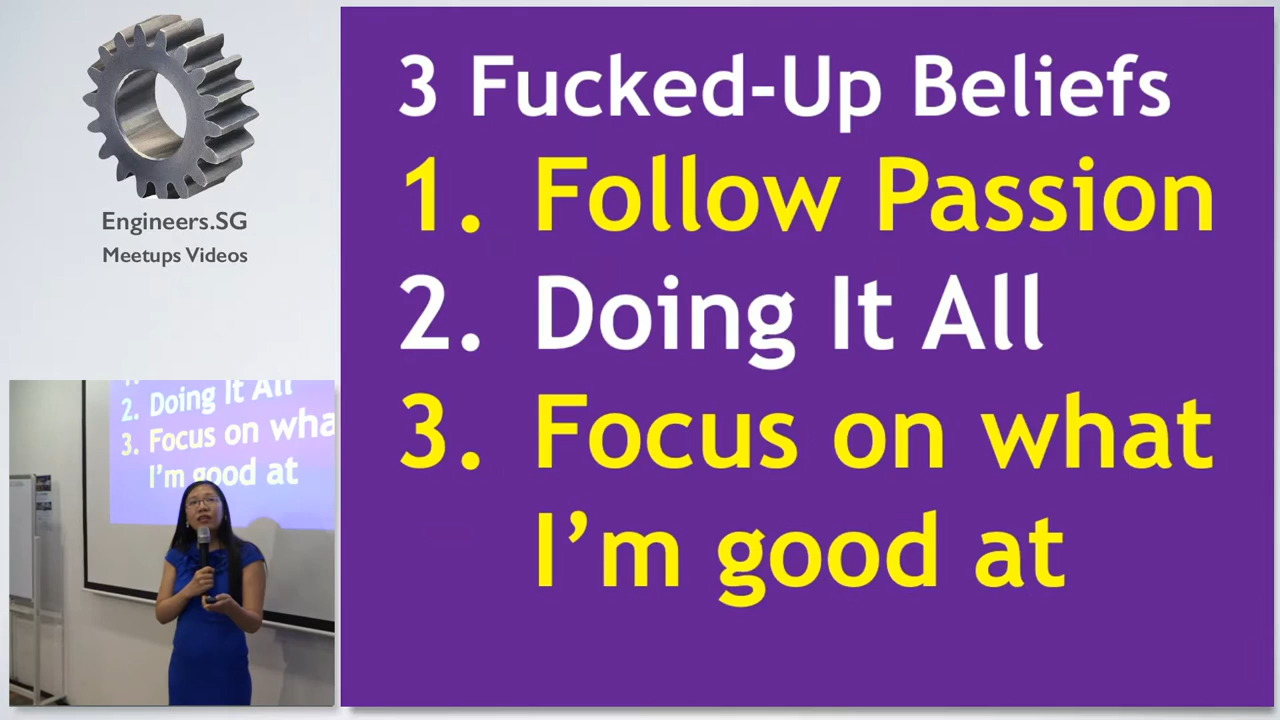 Engineers.SG
Meetups Videos
3 Fucked-Up Beliefs
1. Follow Passion
2. Doing It All
3. Focus on what
I'm good at
2. Doing It All
3. Focus on wha
I'm good at